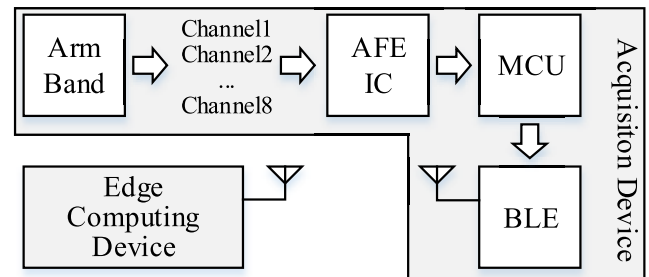 Arm
Band
Channel1
Channel2
...
Channel8
AFE
IC
MCU
Acquisiton Device
Edge
Computing
Device
BLE